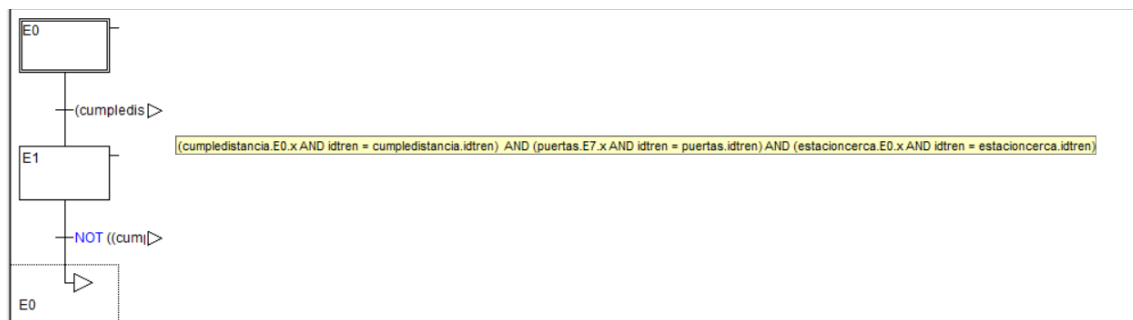 E0
(cumpledis
(cumpledistancia.E0.x AND idtren = cumpledistancia.idtren) AND (puertas.E7.x AND idtren = puertas.idtren) AND (estacioncerca.E0.x AND idtren = estacioncerca.idtren)
E1
NOT ((cum
E0